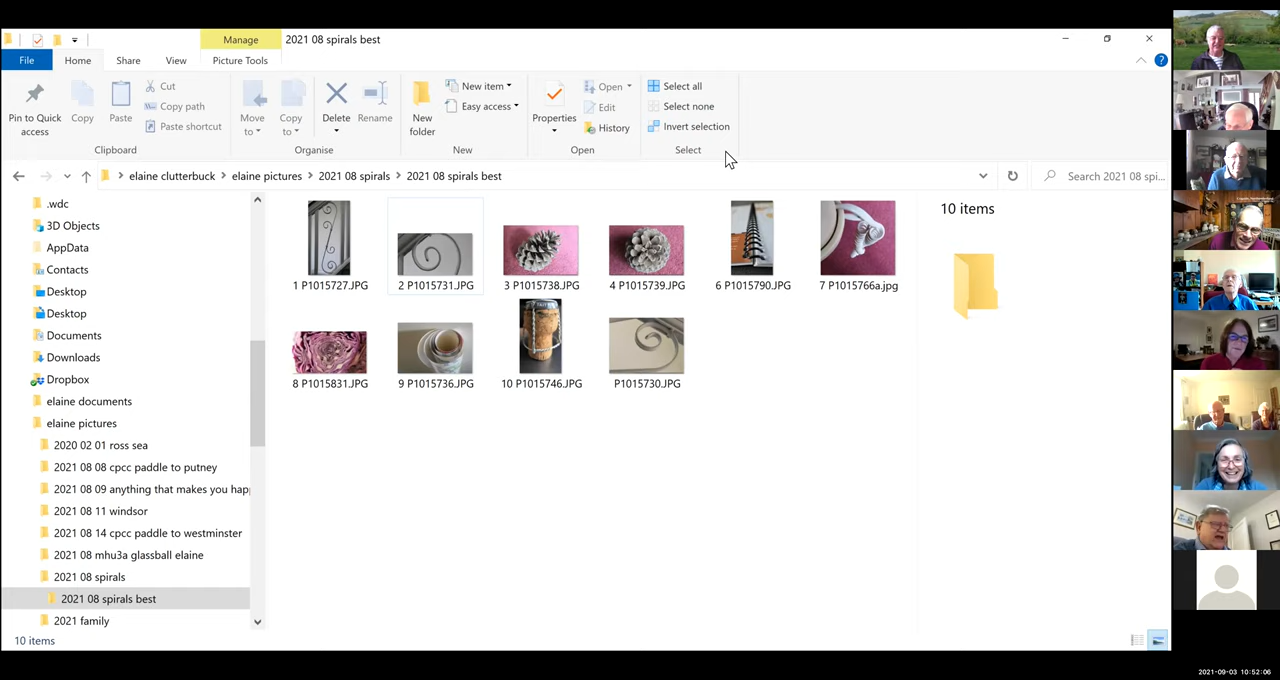 Manage
2021 08 spirals best
File
Home
Share
View
Picture Tools
Pin to Quick access
Copy
Paste
Cut
Copy path
Paste shortcut
Clipboard
Move to
Copy to
Delete
Rename
Organise
New folder
New item
Easy access
New
Properties
Open
Edit
History
Open
Select all
Select none
Invert selection
Select
elaine clutterbuck
elaine pictures
2021 08 spirals
2021 08 spirals best
Search 2021 08 spi...
.wdc
3D Objects
AppData
Contacts
Desktop
Desktop
Documents
Downloads
Dropbox
elaine documents
elaine pictures
2020 02 01 ross sea
2021 08 08 cpcc paddle to putney
2021 08 09 anything that makes you hap
2021 08 11 windsor
2021 08 14 cpcc paddle to westminster
2021 08 mhu3a glassball elaine
2021 08 spirals
2021 08 spirals best
2021 family
1 P1015727.JPG
2 P1015731.JPG
3 P1015738.JPG
4 P1015739.JPG
6 P1015790.JPG
7 P1015766a.jpg
8 P1015831.JPG
9 P1015736.JPG
10 P1015746.JPG
P1015730.JPG
10 items
10 items
2021-09-03 10:52:06